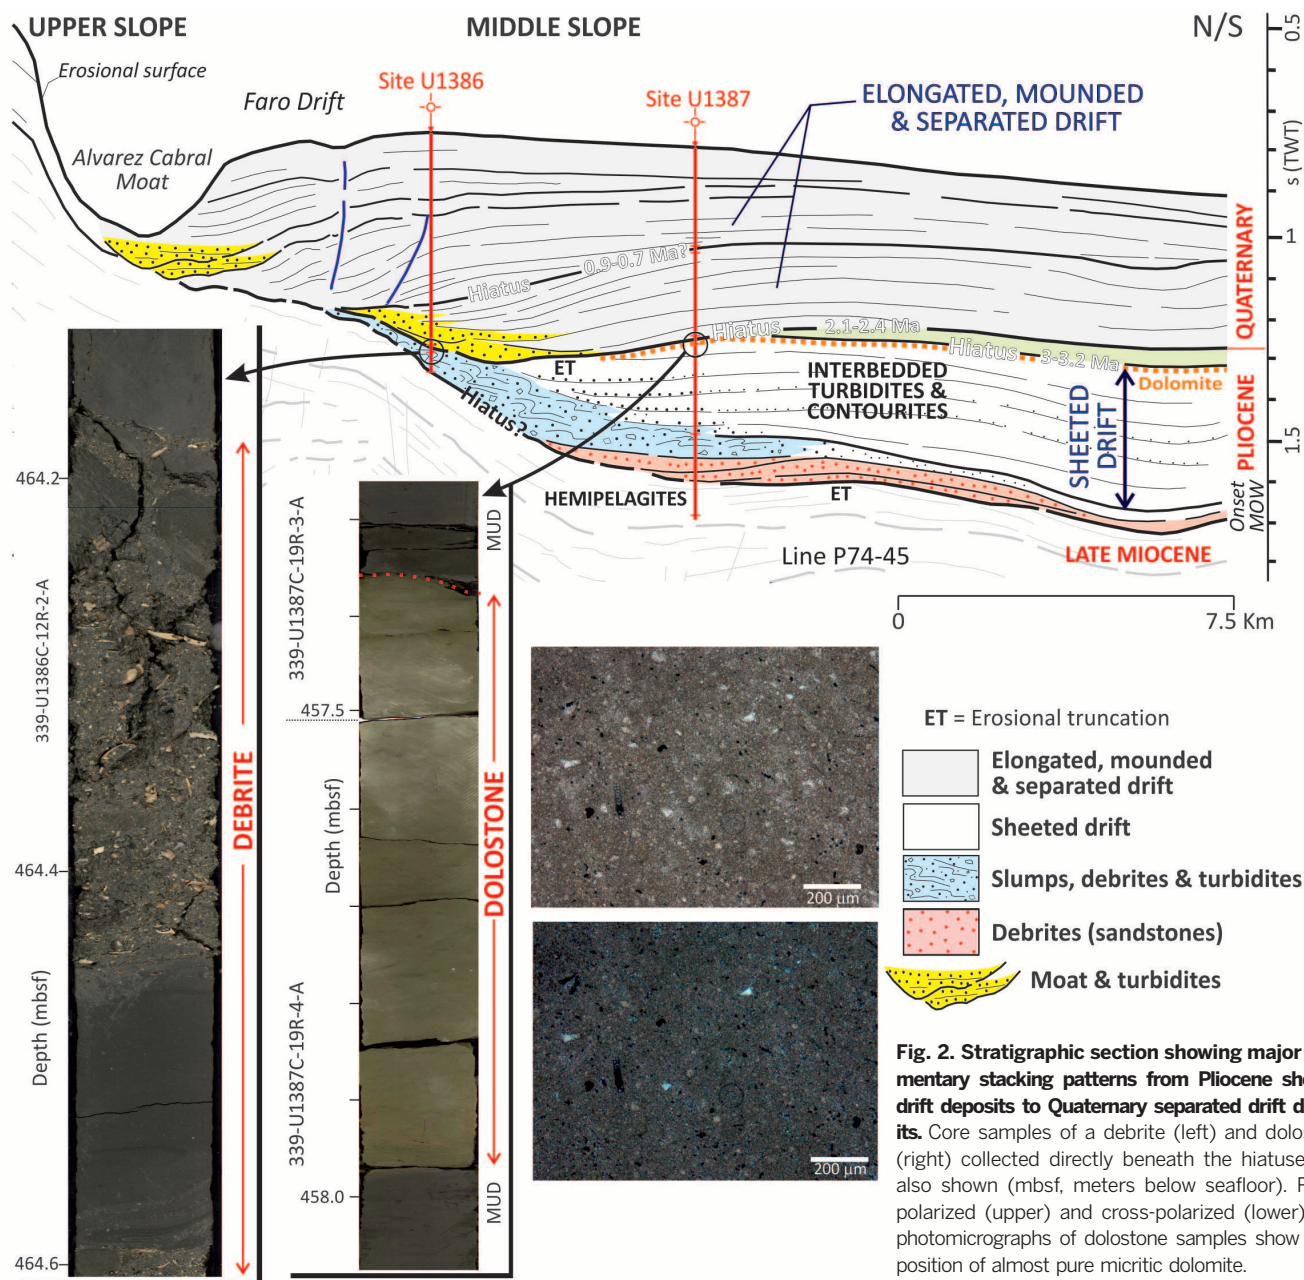 UPPER SLOPE
MIDDLE SLOPE
N/S
0.5
Erosional surface
Faro Drift
Site U1386
Site U1387
ELONGATED, MOUNDED
& SEPARATED DRIFT
s (TWT)
Alvarez Cabral
Moat
1
QUATERNARY
Hiatus 0.9-0.7 Ma?
Hiatus 2.1-2.4 Ma
Hiatus 3-3.2 Ma
Dolomite
ET
INTERBEDDED
TURBIDITES &
CONTOURITES
Hiatus?
SHEETED
DRIFT
PLIOCENE
1.5
HEMIPELAGITES
ET
Onset
MOW
LATE MIOCENE
Line P74-45
0
7.5 Km
464.2
339-U1386C-12R-2-A
DEBRITE
464.4
Depth (mbsf)
464.6
MUD
339-U1387C-19R-3-A
457.5
Depth (mbsf)
DOLOSTONE
339-U1387C-19R-4-A
458.0
MUD
200 µm
200 µm
ET = Erosional truncation
Elongated, mounded
& separated drift
Sheeted drift
Slumps, debrites & turbidites
Debrites (sandstones)
Moat & turbidites
Fig. 2. Stratigraphic section showing major
mentary stacking patterns from Pliocene
drift deposits to Quaternary separated drift
its. Core samples of a debrite (left) and
(right) collected directly beneath the
also shown (mbsf, meters below seafloor).
polarized (upper) and cross-polarized (lower)
photomicrographs of dolostone samples show
position of almost pure micritic dolomite.